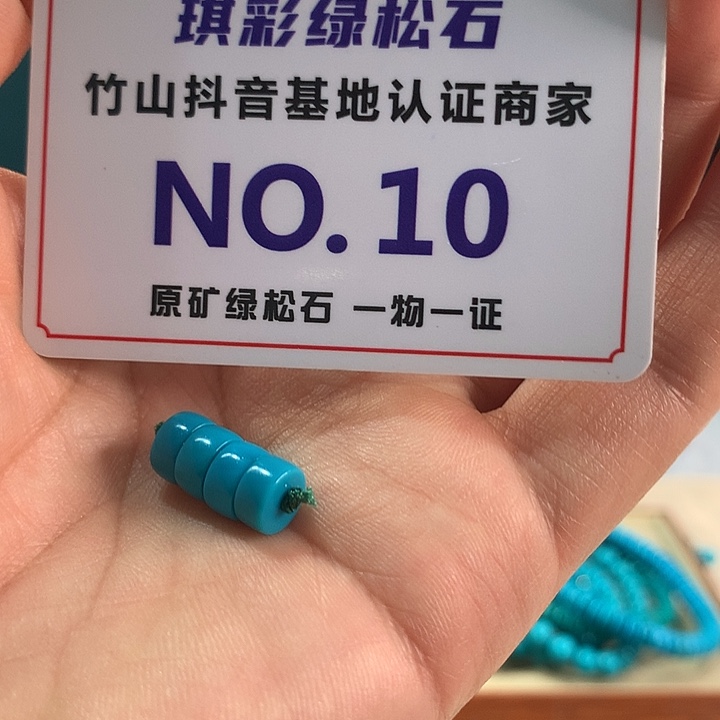 琪彩绿松石
竹山抖音基地认证商家
NO.10
原矿绿松石 一物一证